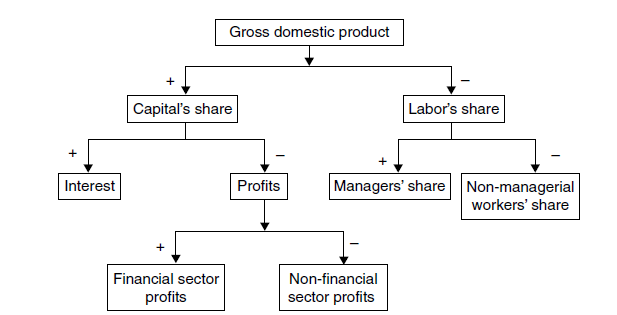 Gross domestic product
+
–
Capital's share
Labor's share
+
–
+
–
Interest
Profits
Managers' share
Non-managerial
workers' share
+
–
Financial sector
profits
Non-financial
sector profits